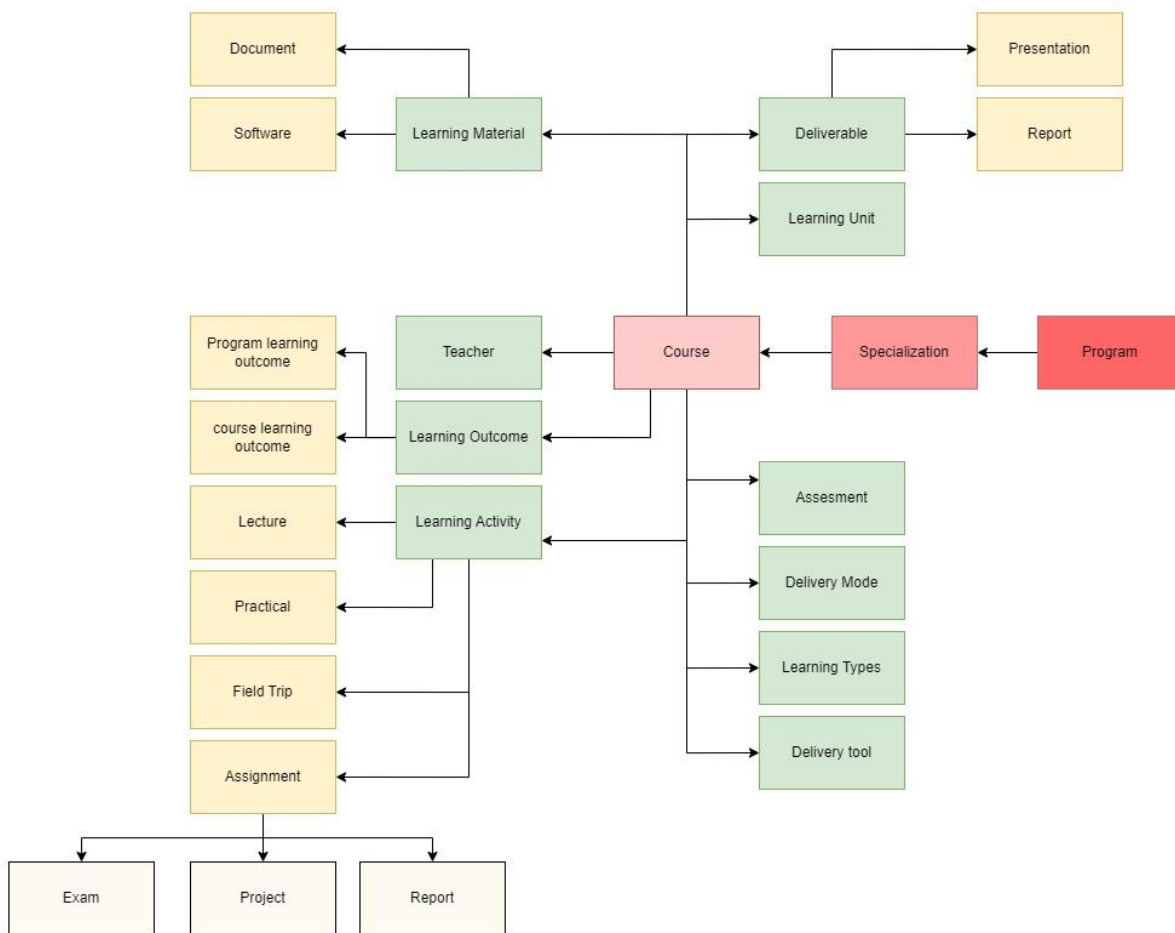 Document
Presentation
Software
Learning Material
Deliverable
Report
Learning Unit
Program learning
outcome
Teacher
Course
Specialization
Program
course learning
outcome
Learning Outcome
Lecture
Learning Activity
Assesment
Practical
Delivery Mode
Field Trip
Learning Types
Assignment
Delivery tool
Exam
Project
Report